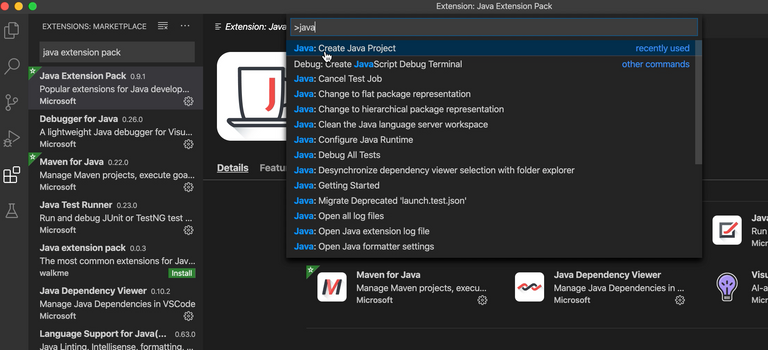 Extension: Java Extension Pack
EXTENSIONS: MARKETPLACE
java extension pack
Java Extension Pack 0.9.1
Popular extensions for Java develop...
Microsoft
Debugger for Java 0.26.0
A lightweight Java debugger for Visu...
Microsoft
Maven for Java 0.22.0
Manage Maven projects, execute goa...
Microsoft
Java Test Runner 0.23.0
Run and debug JUnit or TestNG test ...
Microsoft
Java extension pack 0.0.3
The most common extensions for Jav...
walkme Install
Java Dependency Viewer 0.10.2
Manage Java Dependencies in VSCode
Microsoft
Language Support for Java(... 0.63.0
Java Linting, Intellisense, formatting, ...
Extension: Java
>java
Java: Create Java Project recently used
Debug: Create JavaScript Debug Terminal other commands
Java: Cancel Test Job
Java: Change to flat package representation
Java: Change to hierarchical package representation
Java: Clean the Java language server workspace
Java: Configure Java Runtime
Java: Debug All Tests
Java: Desynchronize dependency viewer selection with folder explorer
Java: Getting Started
Java: Migrate Deprecated 'launch.test.json'
Java: Open all log files
Java: Open Java extension log file
Java: Open Java formatter settings
Details Featu
Java
Run
Micr
Maven for Java
Manage Maven projects, execu...
Microsoft
Java Dependency Viewer
Manage Java Dependencies in ...
Microsoft
Visu
AI-a
Micr